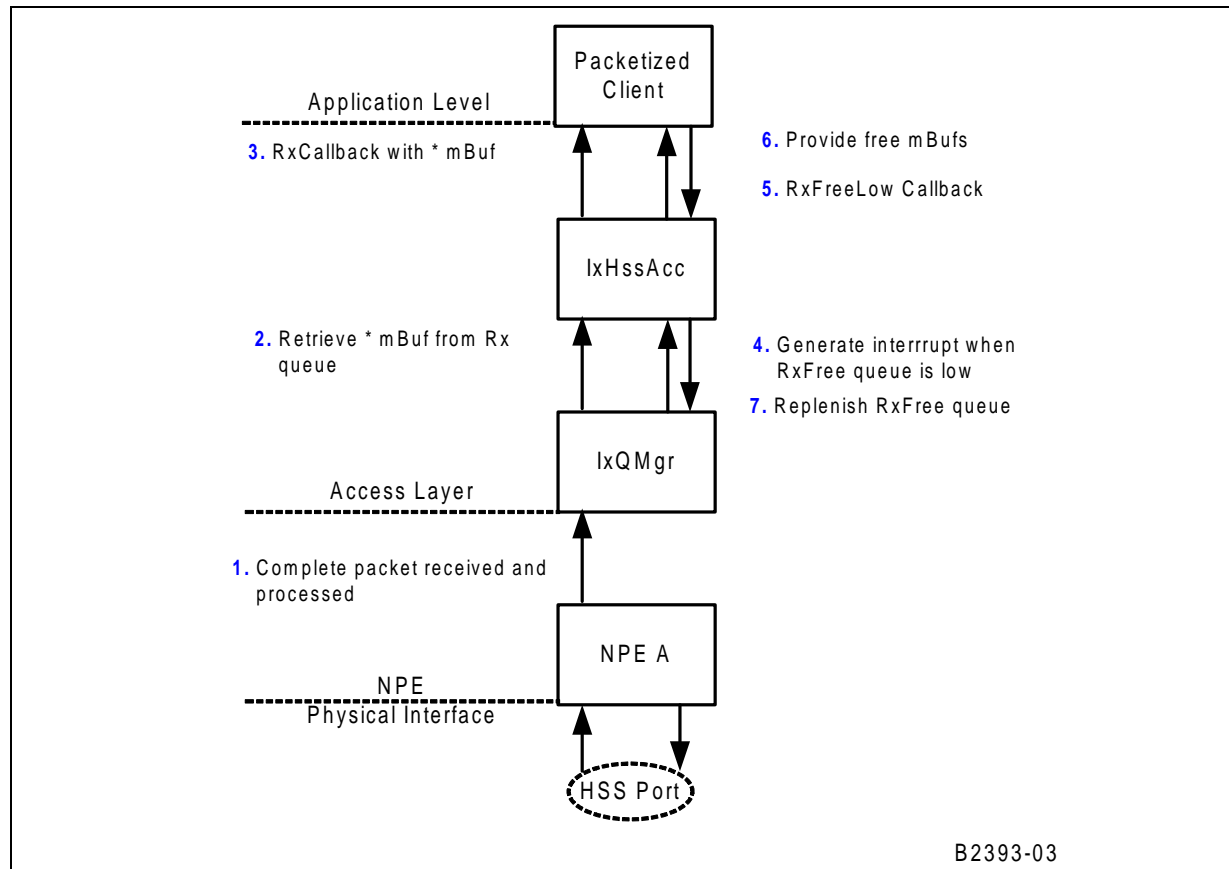 Packetized
Client
Application Level
3. RxCallback with * mBuf
6. Provide free mBufs
5. RxFreeLow Callback
IxHssAcc
2. Retrieve * mBuf from Rx
queue
4. Generate interrrupt when
RxFree queue is low
7. Replenish RxFree queue
IxQMgr
Access Layer
1. Complete packet received and
processed
NPE A
NPE
Physical Interface
HSS Port
B2393-03